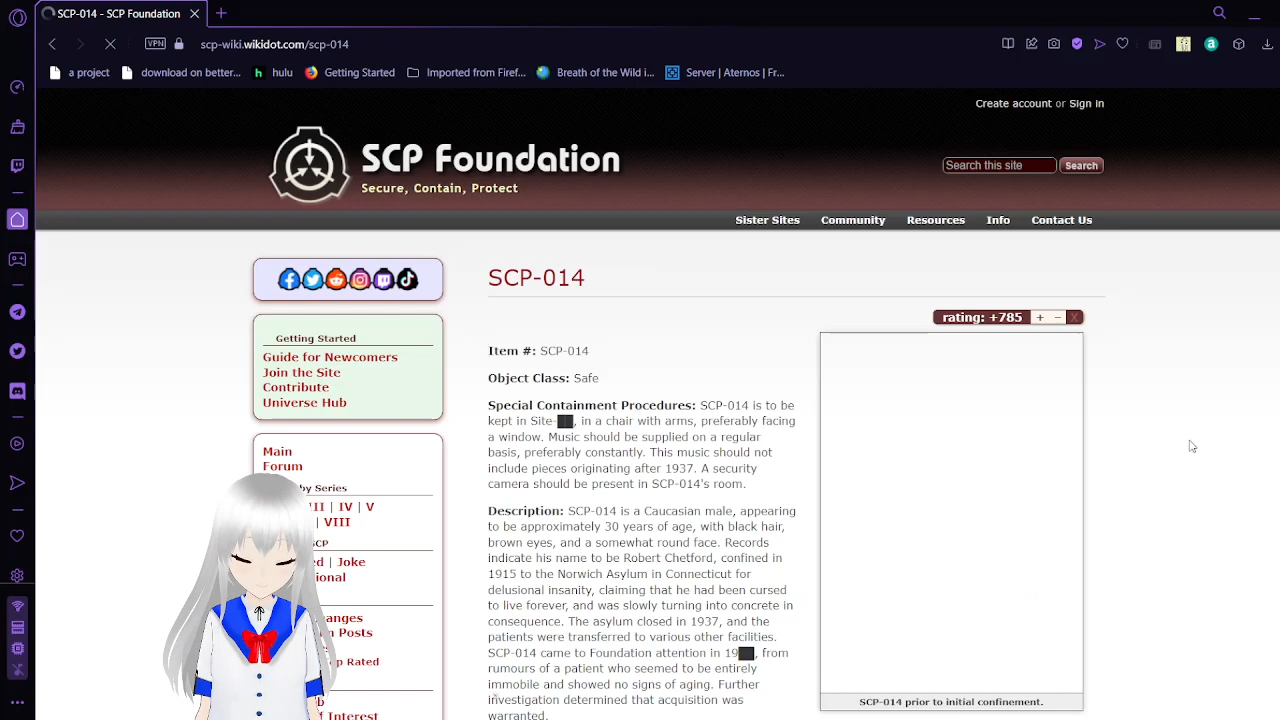 SCP-014 - SCP Foundation
VPN
scp-wiki.wikidot.com/scp-014
a project
download on better...
h hulu
Getting Started
Imported from Firef...
Breath of the Wild i...
Server | Aternos | Fr...
Create account or Sign in
SCP Foundation
Secure, Contain, Protect
Search this site
Search
Sister Sites
Community
Resources
Info
Contact Us
Getting Started
Guide for Newcomers
Join the Site
Contribute
Universe Hub
Main
Forum
by Series
III | IV | V
| VIII
SCP
| Joke
Posts
Rated
Interest
SCP-014
rating: +785 + – X
Item #: SCP-014
Object Class: Safe
Special Containment Procedures: SCP-014 is to be
kept in Site-██, in a chair with arms, preferably facing
a window. Music should be supplied on a regular
basis, preferably constantly. This music should not
include pieces originating after 1937. A security
camera should be present in SCP-014's room.
Description: SCP-014 is a Caucasian male, appearing
to be approximately 30 years of age, with black hair,
brown eyes, and a somewhat round face. Records
indicate his name to be Robert Chetford, confined in
1915 to the Norwich Asylum in Connecticut for
delusional insanity, claiming that he had been cursed
to live forever, and was slowly turning into concrete in
consequence. The asylum closed in 1937, and the
patients were transferred to various other facilities.
SCP-014 came to Foundation attention in 19██, from
rumours of a patient who seemed to be entirely
immobile and showed no signs of aging. Further
investigation determined that acquisition was
warranted.
SCP-014 prior to initial confinement.